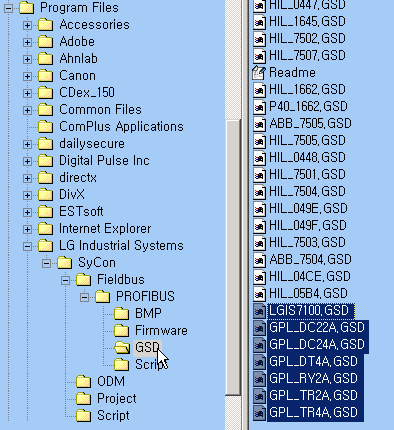 Program Files
Accessories
Adobe
Ahnlab
Canon
CDex_150
Common Files
ComPlus Applications
dailysecure
Digital Pulse Inc
directx
DivX
ESTsoft
Internet Explorer
LG Industrial Systems
SyCon
Fieldbus
PROFIBUS
BMP
Firmware
GSD
Script
ODM
Project
Script
HIL_0447,GSD
HIL_1645,GSD
HIL_7502,GSD
HIL_7507,GSD
Readme
HIL_1662,GSD
P40_1662,GSD
ABB_7505,GSD
HIL_7505,GSD
HIL_0448,GSD
HIL_7501,GSD
HIL_7504,GSD
HIL_049E,GSD
HIL_049F,GSD
HIL_7503,GSD
ABB_7504,GSD
HIL_04CE,GSD
HIL_05B4,GSD
LGIS7100,GSD
GPL_DC22A,GSD
GPL_DC24A,GSD
GPL_DT4A,GSD
GPL_RY2A,GSD
GPL_TR2A,GSD
GPL_TR4A,GSD